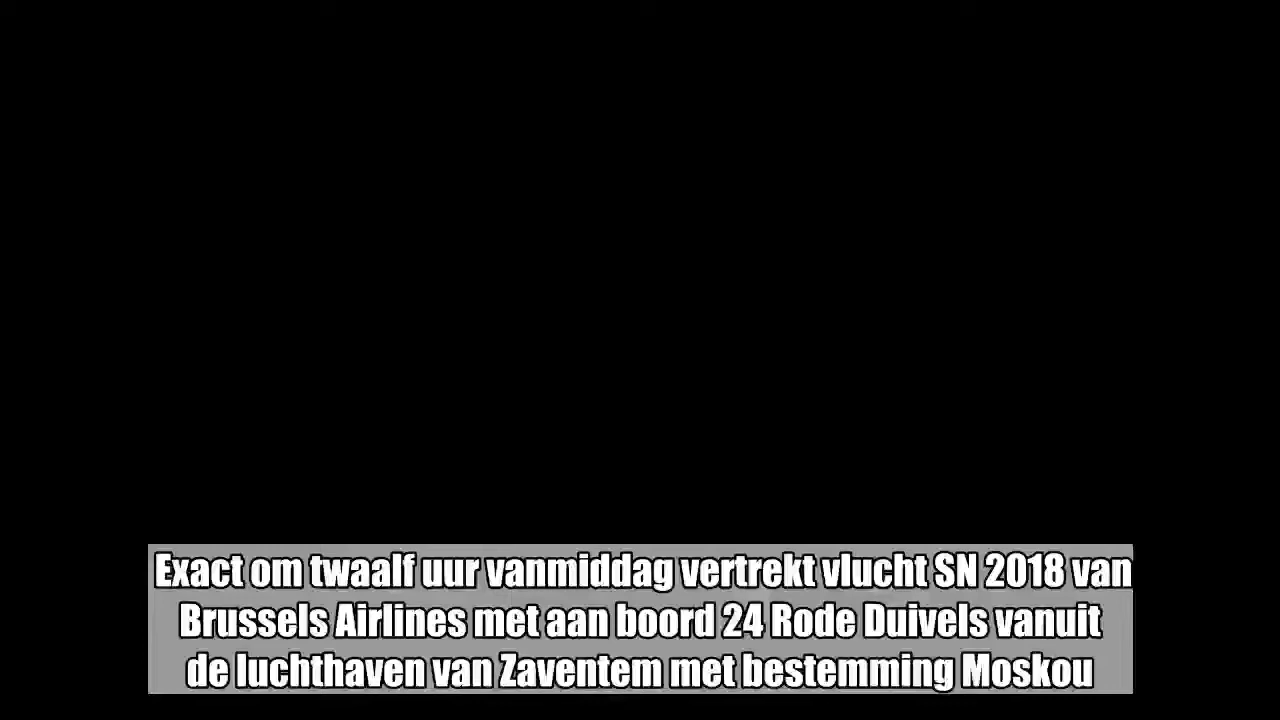 Exact om twaalf uur vanmiddag vertrekt vlucht SN 2018 van
Brussels Airlines met aan boord 24 Rode Duivels vanuit
de luchthaven van Zaventem met bestemming Moskou